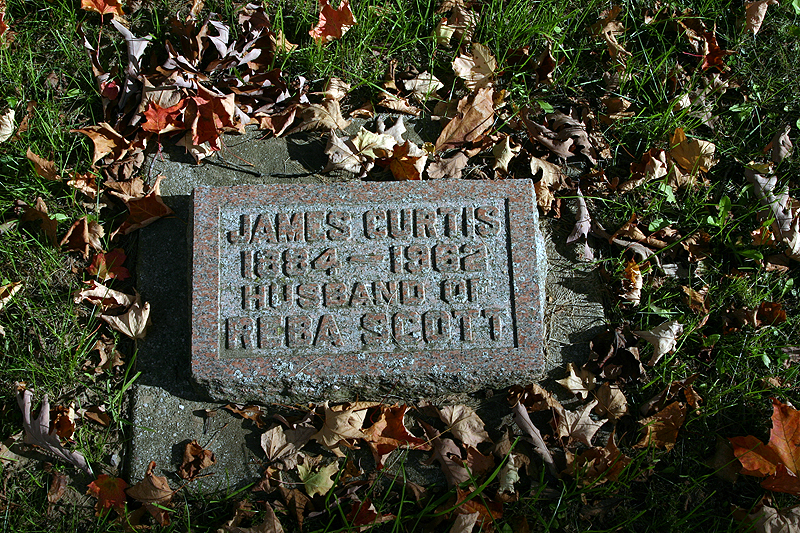 JAMES CURTIS
1884 — 1962
HUSBAND OF
REBA SCOTT